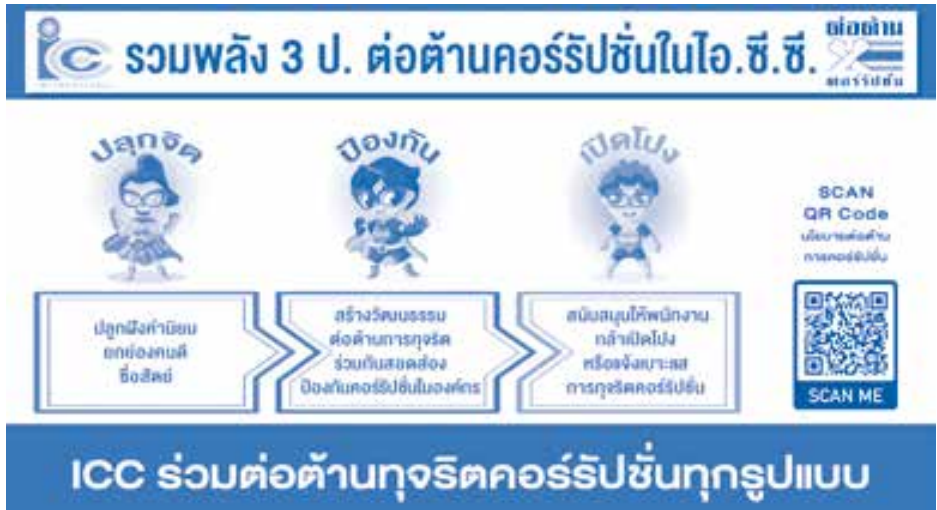 ICC
รวมพลัง 3 ป. ต่อต้านคอร์รัปชั่นในไอ.ซี.ซี.
ต่อต้าน
คอร์รัปชัน
ปลุกจิต
ป้องกัน
เปิดโปง
ปลูกฝังค่านิยม
ยกย่องคนดี
ซื่อสัตย์
สร้างวัฒนธรรม
ต่อต้านการทุจริต
ร่วมกันสอดส่อง
ป้องกันคอร์รัปชั่นในองค์กร
สนับสนุนให้พนักงาน
กล้าเปิดโปง
หรือแจ้งเบาะแส
การทุจริตคอร์รัปชั่น
SCAN
QR Code
นโยบายต่อต้าน
การคอร์รัปชั่น
SCAN ME
ICC ร่วมต่อต้านทุจริตคอร์รัปชั่นทุกรูปแบบ